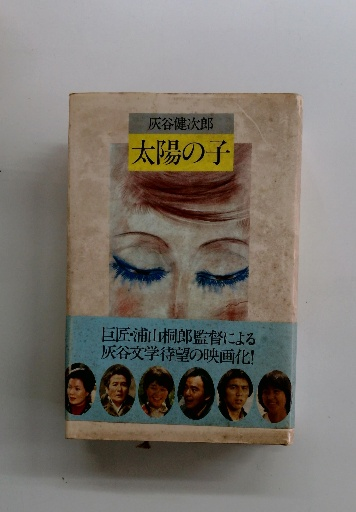 灰谷健次郎
太陽の子
巨匠・浦山桐郎監督による
灰谷文学待望の映画化!